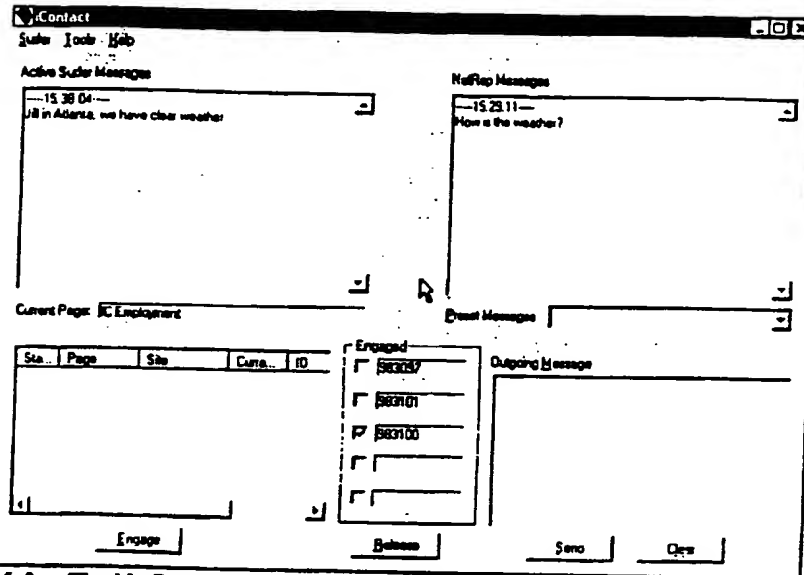 iContact
Surfer Tools Help
Active Surfer Messages
----15.38.04----
Jill in Atlanta, we have clear weather
NetRep Messages
----15.29.11----
How is the weather?
Current Page: IC Employment
Preset Messages
Sta... Page Site Curre... ID
Engaged
983097
983101
983100
Outgoing Message
Engage
Release
Send
Clear